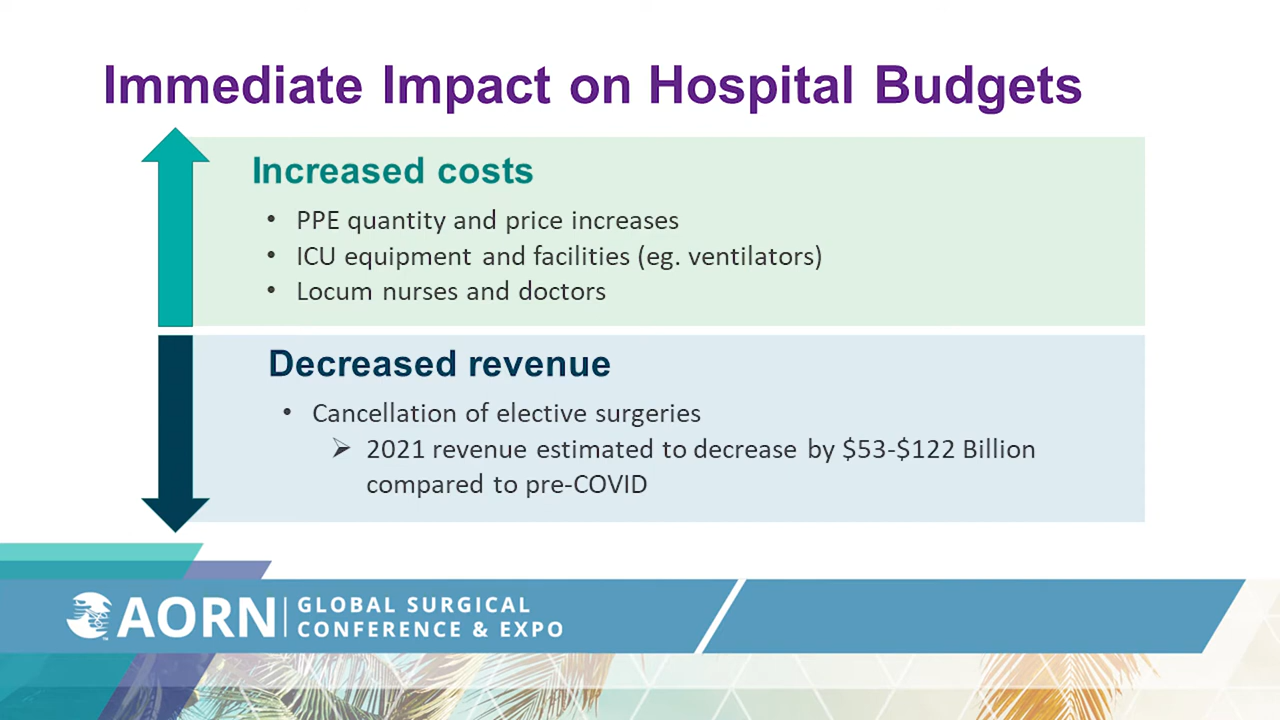 Immediate Impact on Hospital Budgets
Increased costs
• PPE quantity and price increases
• ICU equipment and facilities (eg. ventilators)
• Locum nurses and doctors
Decreased revenue
• Cancellation of elective surgeries
➢ 2021 revenue estimated to decrease by $53-$122 Billion
compared to pre-COVID
AORN
GLOBAL SURGICAL
CONFERENCE & EXPO